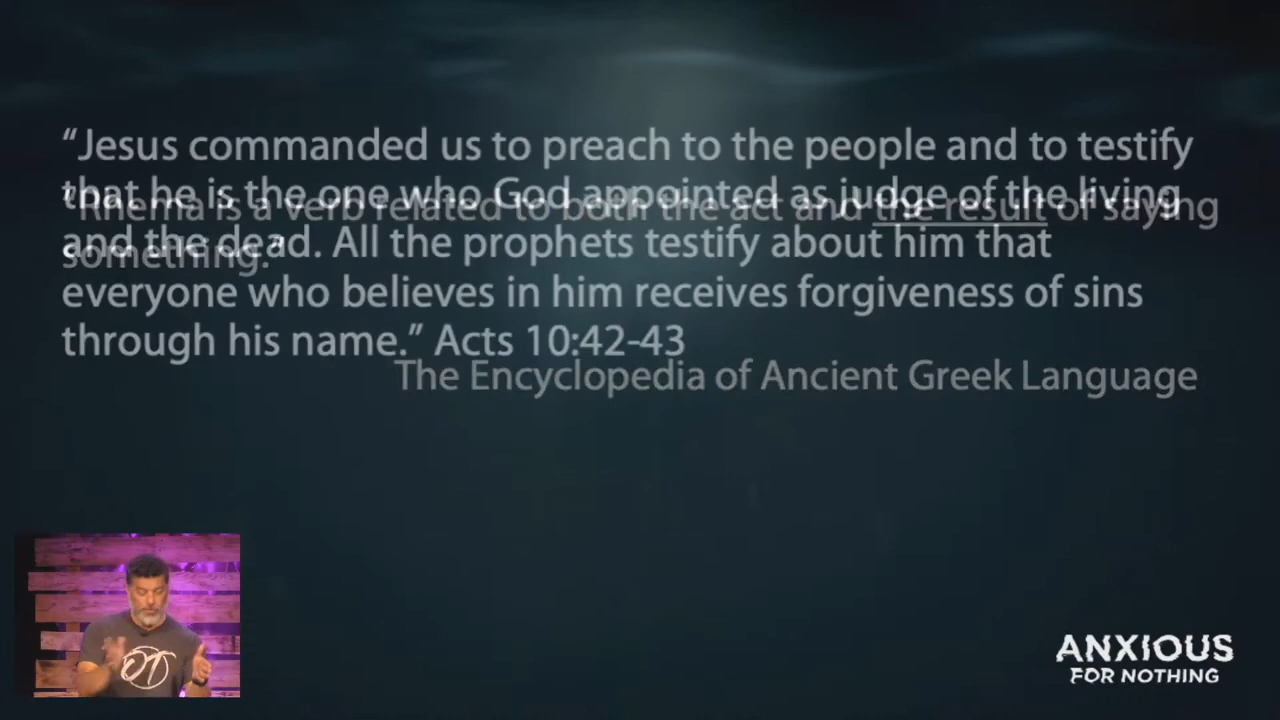 “Jesus commanded us to preach to the people and to testify
that he is the one who God appointed as judge of the living
and the dead. All the prophets testify about him that
everyone who believes in him receives forgiveness of sins
through his name.” Acts 10:42-43
“Rhema is a verb related to both the act and the result of saying
something.”
The Encyclopedia of Ancient Greek Language
ANXIOUS
FOR NOTHING